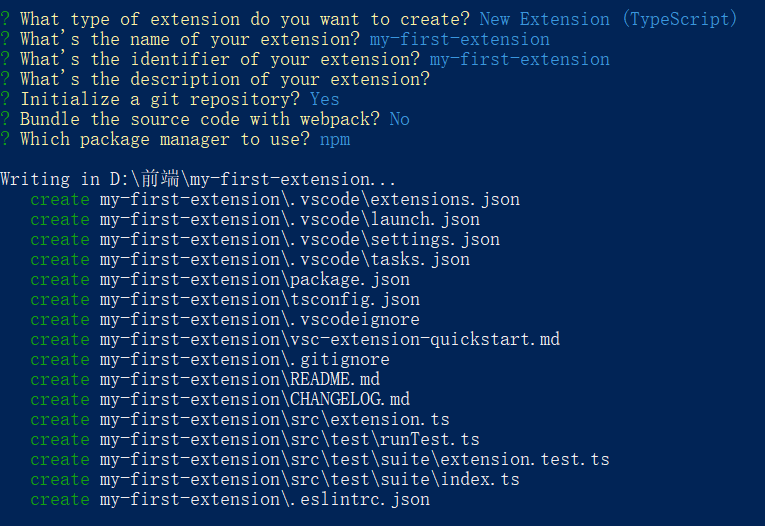 ? What type of extension do you want to create? New Extension (TypeScript)
? What's the name of your extension? my-first-extension
? What's the identifier of your extension? my-first-extension
? What's the description of your extension?
? Initialize a git repository? Yes
? Bundle the source code with webpack? No
? Which package manager to use? npm
Writing in D:\前端\my-first-extension...
create my-first-extension\.vscode\extensions.json
create my-first-extension\.vscode\launch.json
create my-first-extension\.vscode\settings.json
create my-first-extension\.vscode\tasks.json
create my-first-extension\package.json
create my-first-extension\tsconfig.json
create my-first-extension\.vscodeignore
create my-first-extension\vsc-extension-quickstart.md
create my-first-extension\.gitignore
create my-first-extension\README.md
create my-first-extension\CHANGELOG.md
create my-first-extension\src\extension.ts
create my-first-extension\src\test\runTest.ts
create my-first-extension\src\test\suite\extension.test.ts
create my-first-extension\src\test\suite\index.ts
create my-first-extension\.eslintrc.json